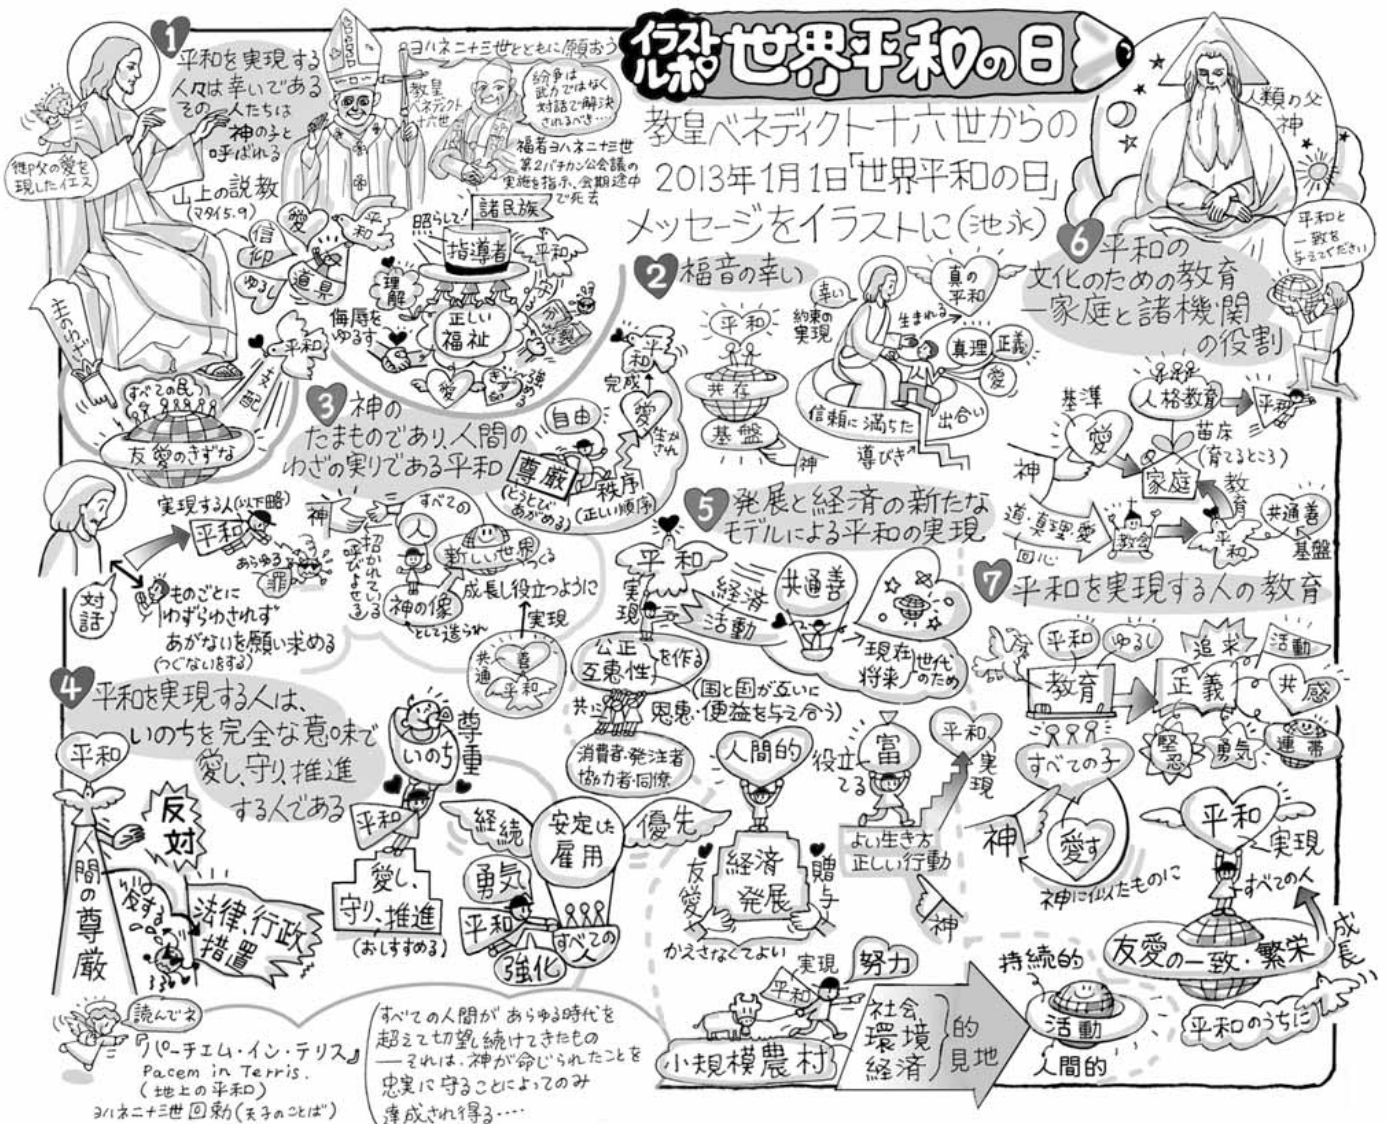 イラスト
ルポ
世界平和の日
教皇ベネディクト十六世からの
2013年1月1日「世界平和の日」
メッセージをイラストに(池永)
1
平和を実現する
人々は幸いである
その人たちは
神の子と
呼ばれる
山上の説教
(マタイ5.9)
御父の愛を
現したイエス
ヨハネ二十三世とともに願おう
教皇
ベネディクト
十六世
紛争は
武力ではなく
対話で解決
されるべき…
福者ヨハネ二十三世
第2バチカン公会議の
実施を指示、会期途中
で死去
諸民族
照らして!
指導者
平和
愛
平和
信仰
ゆるし
道具
理解
侮辱を
ゆるす
正しい
福祉
愛
主のわざ
平和
支配
すべての民
友愛のきずな
2
福音の幸い
平和
共存
基盤
神
幸い
約束の
実現
生まれる
真の
平和
真理
正義
愛
信頼に満ちた
出合い
導びき
3
神の
たまものであり、人間の
わざの実りである平和
実現する人(以下略)
平和
あらゆる
罪
対話
ものごとに
わずらわされず
あがないを願い求める
(つぐないをする)
神
招かれている
(呼びよせる)
すべての
人
神の像
として造られ
新しい世界
つくる
成長し役立つように
実現
共通善
平和
自由
尊厳
(とうとび
あがめる)
秩序
(正しい順序)
愛
生かされ
完成
平和
4
平和を実現する人は、
いのちを完全な意味で
愛し、守り、推進
する人である
平和
人間の尊厳
反対
反する
法律、行政
措置
いのち
尊重
平和
愛し、
守り、推進
(おしすすめる)
経続
安定した
雇用
優先
勇気
平和
強化
すべての
人
5
発展と経済の新たな
モデルによる平和の実現
平和
実現
経済
活動
共通善
現在
将来
世代
のため
公正
互恵性
を作る
(国と国が互いに
恩恵・便益を与え合う)
共に
消費者・発注者
協力者・同僚
人間的
経済
発展
友愛
贈与
かえさなくてよい
役立
てる
富
平和
実現
よい生き方
正しい行動
神
努力
実現
平和
小規模農村
社会
環境
経済
的
見地
持続的
活動
人間的
人類の父
神
平和と
一致を
与えてください
6
平和の
文化のための教育
―家庭と諸機関
の役割
基準
愛
神
人格教育
平和
苗床
(育てるところ)
家庭
教育
道・真理・愛
回心
教会
平和
共通善
基盤
7
平和を実現する人の教育
平和
ゆるし
追求
活動
教育
正義
共感
すべての子
堅忍
勇気
連帯
神
愛す
神に似たものに
平和
実現
すべての人
友愛の一致・繁栄
成長
平和のうちに
読んでネ
『パーチェム・イン・テリス』
Pacem in Terris.
(地上の平和)
ヨハネ二十三世回勅(天子のことば)
すべての人間があらゆる時代を
超えて切望し続けてきたもの
――それは、神が命じられたことを
忠実に守ることによってのみ
達成され得る‥‥